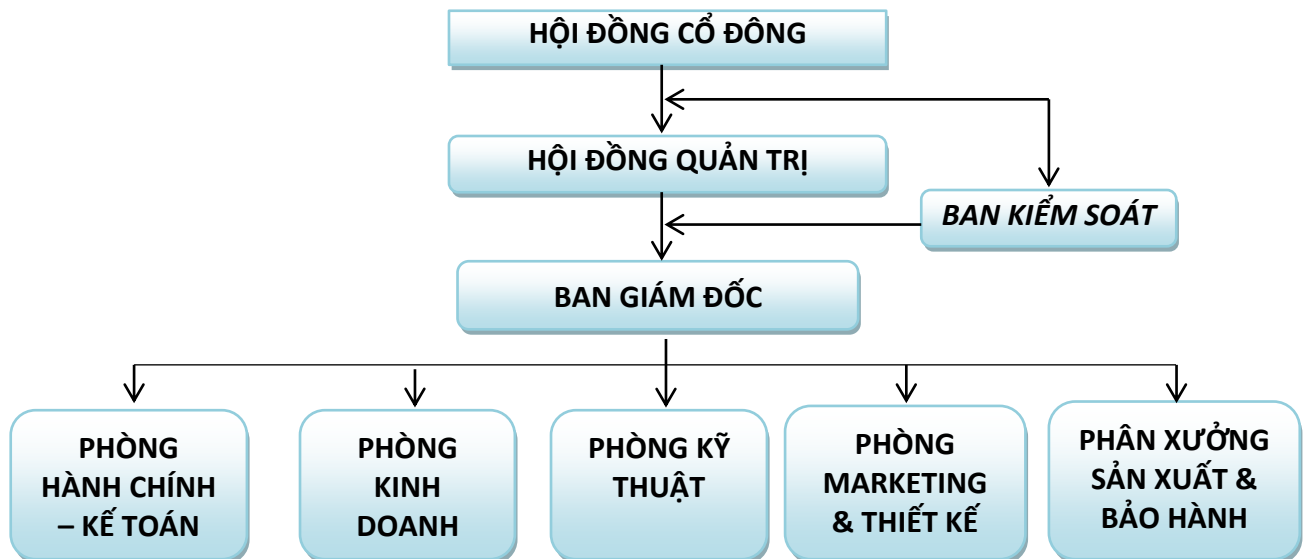 HỘI ĐỒNG CỔ ĐÔNG
HỘI ĐỒNG QUẢN TRỊ
BAN KIỂM SOÁT
BAN GIÁM ĐỐC
PHÒNG
HÀNH CHÍNH
– KẾ TOÁN
PHÒNG
KINH
DOANH
PHÒNG KỸ
THUẬT
PHÒNG
MARKETING
& THIẾT KẾ
PHÂN XƯỞNG
SẢN XUẤT &
BẢO HÀNH